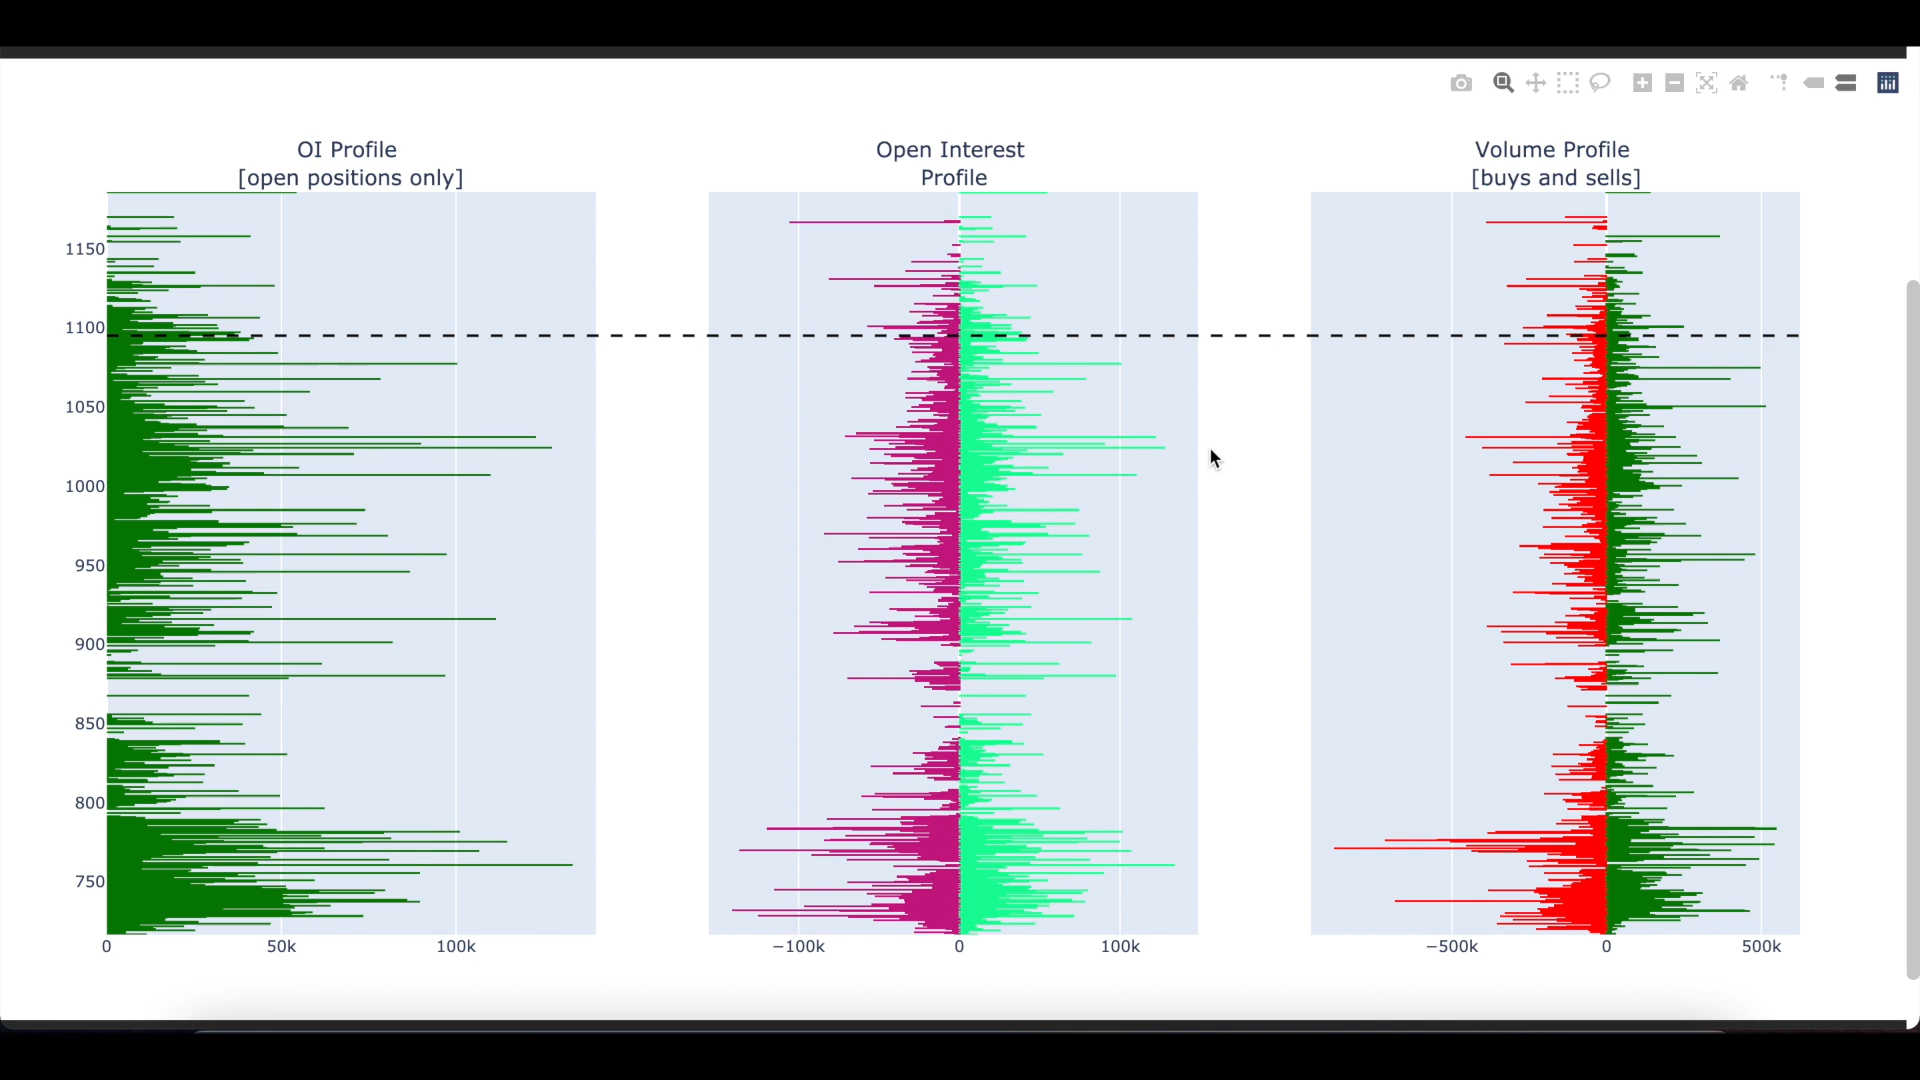 OI Profile
[open positions only]
Open Interest
Profile
Volume Profile
[buys and sells]
1150
1100
1050
1000
950
900
850
800
750
0
50k
100k
−100k
0
100k
−500k
0
500k